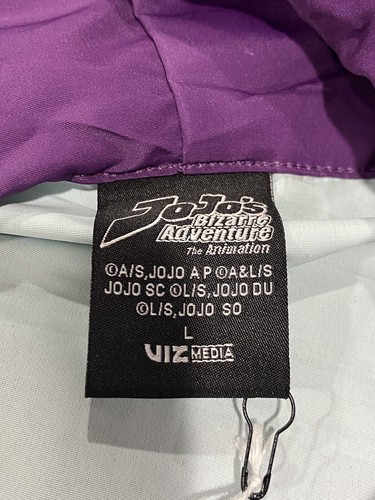 JoJo's
Bizarre
Adventure
The Animation
©A/S,JOJO A P ©A&L/S
JOJO SC ©L/S,JOJO DU
©L/S,JOJO SO
L
VIZ MEDIA